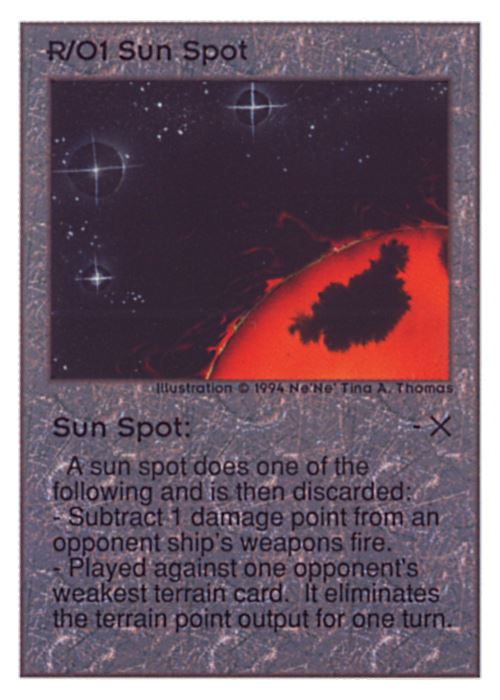 R/O1 Sun Spot
Illustration © 1994 Ne'Ne' Tina A. Thomas
Sun Spot: - X
A sun spot does one of the
following and is then discarded:
- Subtract 1 damage point from an
opponent ship's weapons fire.
- Played against one opponent's
weakest terrain card. It eliminates
the terrain point output for one turn.